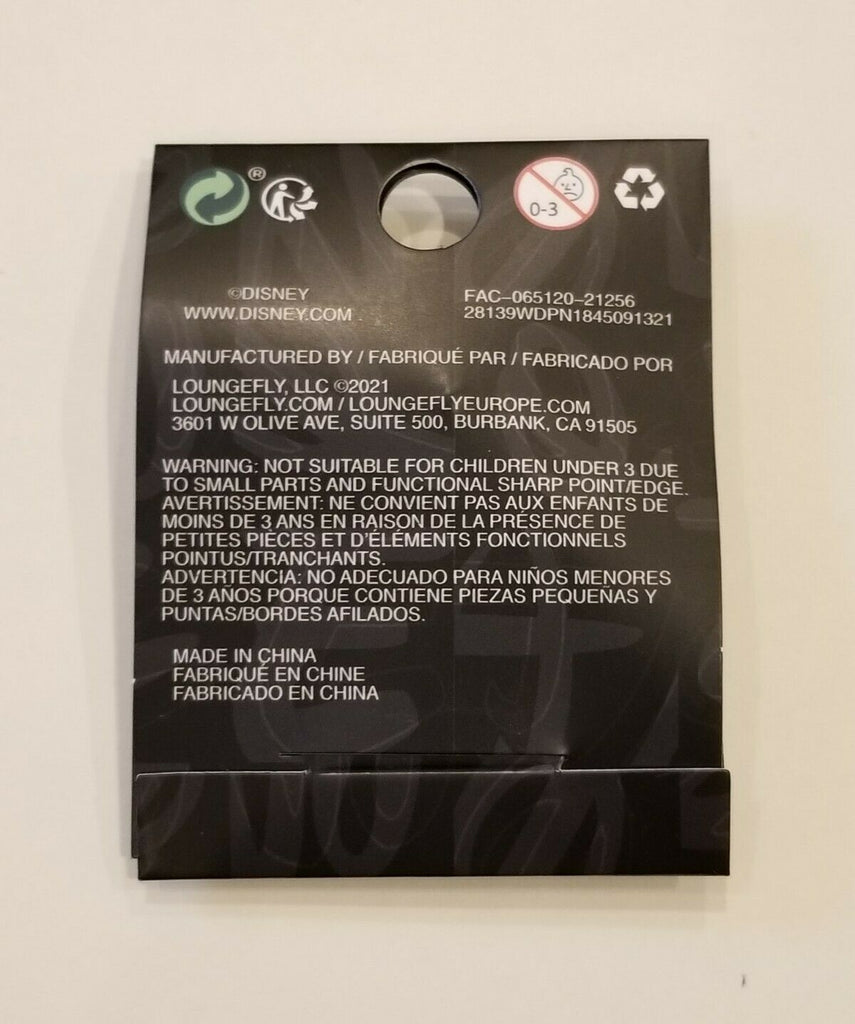 ®
0-3
©DISNEY
WWW.DISNEY.COM
FAC-065120-21256
28139WDPN1845091321
MANUFACTURED BY / FABRIQUÉ PAR / FABRICADO POR
LOUNGEFLY, LLC ©2021
LOUNGEFLY.COM / LOUNGEFLYEUROPE.COM
3601 W OLIVE AVE, SUITE 500, BURBANK, CA 91505
WARNING: NOT SUITABLE FOR CHILDREN UNDER 3 DUE
TO SMALL PARTS AND FUNCTIONAL SHARP POINT/EDGE.
AVERTISSEMENT: NE CONVIENT PAS AUX ENFANTS DE
MOINS DE 3 ANS EN RAISON DE LA PRÉSENCE DE
PETITES PIÈCES ET D'ÉLÉMENTS FONCTIONNELS
POINTUS/TRANCHANTS.
ADVERTENCIA: NO ADECUADO PARA NIÑOS MENORES
DE 3 AÑOS PORQUE CONTIENE PIEZAS PEQUEÑAS Y
PUNTAS/BORDES AFILADOS.
MADE IN CHINA
FABRIQUÉ EN CHINE
FABRICADO EN CHINA